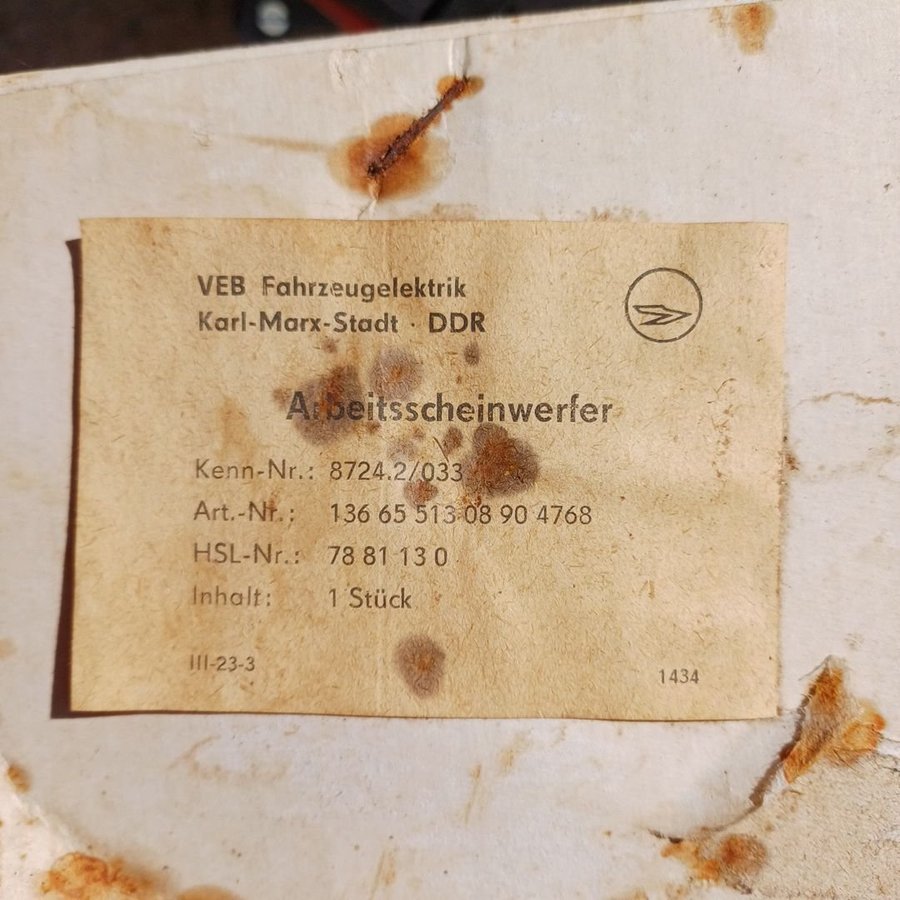 VEB Fahrzeugelektrik
Karl-Marx-Stadt · DDR
Arbeitsscheinwerfer
Kenn-Nr.: 8724.2/033
Art.-Nr.: 136 65 513 08 90 4768
HSL-Nr.: 78 81 13 0
Inhalt: 1 Stück
III-23-3
1434